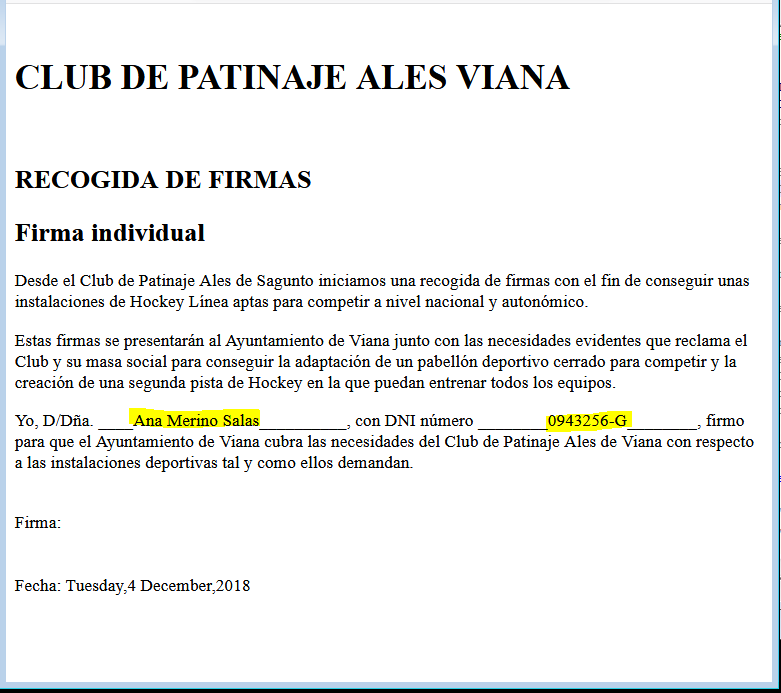 CLUB DE PATINAJE ALES VIANA
RECOGIDA DE FIRMAS
Firma individual
Desde el Club de Patinaje Ales de Sagunto iniciamos una recogida de firmas con el fin de conseguir unas
instalaciones de Hockey Línea aptas para competir a nivel nacional y autonómico.
Estas firmas se presentarán al Ayuntamiento de Viana junto con las necesidades evidentes que reclama el
Club y su masa social para conseguir la adaptación de un pabellón deportivo cerrado para competir y la
creación de una segunda pista de Hockey en la que puedan entrenar todos los equipos.
Yo, D/Dña. ____Ana Merino Salas__________, con DNI número ________0943256-G________, firmo
para que el Ayuntamiento de Viana cubra las necesidades del Club de Patinaje Ales de Viana con respecto
a las instalaciones deportivas tal y como ellos demandan.
Firma:
Fecha: Tuesday,4 December,2018